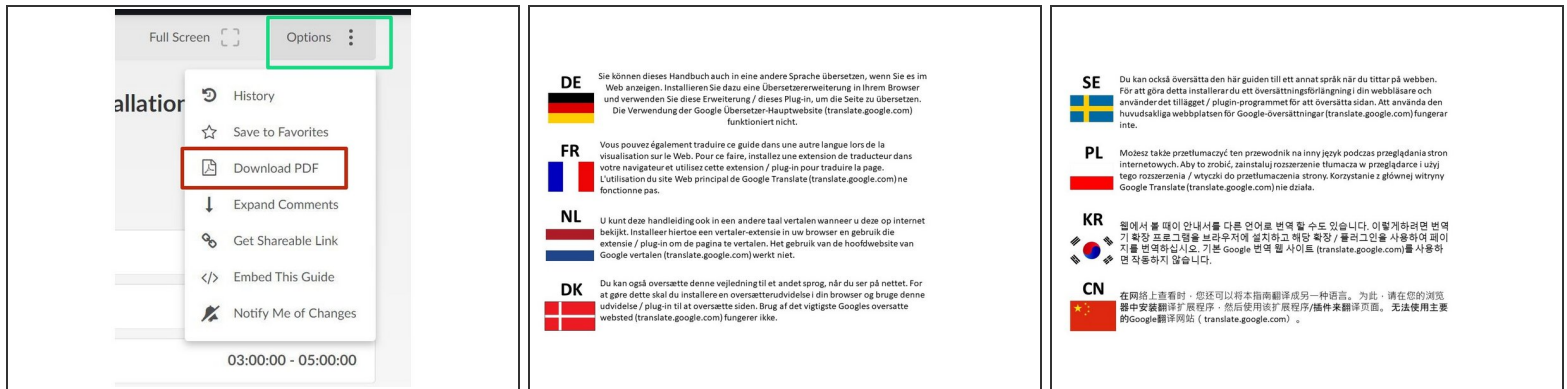 Full Screen
Options
allation
History
Save to Favorites
Download PDF
Expand Comments
Get Shareable Link
Embed This Guide
Notify Me of Changes
03:00:00 - 05:00:00
DE
Sie können dieses Handbuch auch in eine andere Sprache übersetzen, wenn Sie es im
Web anzeigen. Installieren Sie dazu eine Übersetzererweiterung in Ihrem Browser
und verwenden Sie diese Erweiterung / dieses Plug-in, um die Seite zu übersetzen.
Die Verwendung der Google Übersetzer-Hauptwebsite (translate.google.com)
funktioniert nicht.
FR
Vous pouvez également traduire ce guide dans une autre langue lors de la
visualisation sur le Web. Pour ce faire, installez une extension de traducteur dans
votre navigateur et utilisez cette extension / plug-in pour traduire la page.
L'utilisation du site Web principal de Google Translate (translate.google.com) ne
fonctionne pas.
NL
U kunt deze handleiding ook in een andere taal vertalen wanneer u deze op internet
bekijkt. Installeer hiertoe een vertaler-extensie in uw browser en gebruik die
extensie / plug-in om de pagina te vertalen. Het gebruik van de hoofdwebsite van
Google vertalen (translate.google.com) werkt niet.
DK
Du kan også oversætte denne vejledning til et andet sprog, når du ser på nettet. For
at gøre dette skal du installere en oversætterudvidelse i din browser og bruge denne
udvidelse / plug-in til at oversætte siden. Brug af det vigtigste Googles oversatte
websted (translate.google.com) fungerer ikke.
SE
Du kan också översätta den här guiden till ett annat språk när du tittar på webben.
För att göra detta installerar du ett översättningsförlängning i din webbläsare och
använder det tillägget / plugin-programmet för att översätta sidan. Att använda den
huvudsakliga webbplatsen för Google-översättningar (translate.google.com) fungerar
inte.
PL
Możesz także przetłumaczyć ten przewodnik na inny język podczas przeglądania stron
internetowych. Aby to zrobić, zainstaluj rozszerzenie tłumacza w przeglądarce i użyj
tego rozszerzenia / wtyczki do przetłumaczenia strony. Korzystanie z głównej witryny
Google Translate (translate.google.com) nie działa.
KR
웹에서 볼 때이 안내서를 다른 언어로 번역 할 수도 있습니다. 이렇게하려면 번역
기 확장 프로그램을 브라우저에 설치하고 해당 확장 / 플러그인을 사용하여 페이
지를 번역하십시오. 기본 Google 번역 웹 사이트 (translate.google.com)를 사용하
면 작동하지 않습니다.
CN
在网络上查看时，您还可以将本指南翻译成另一种语言。 为此，请在您的浏览
器中安装翻译扩展程序，然后使用该扩展程序/插件来翻译页面。 无法使用主要
的Google翻译网站（ translate.google.com）。